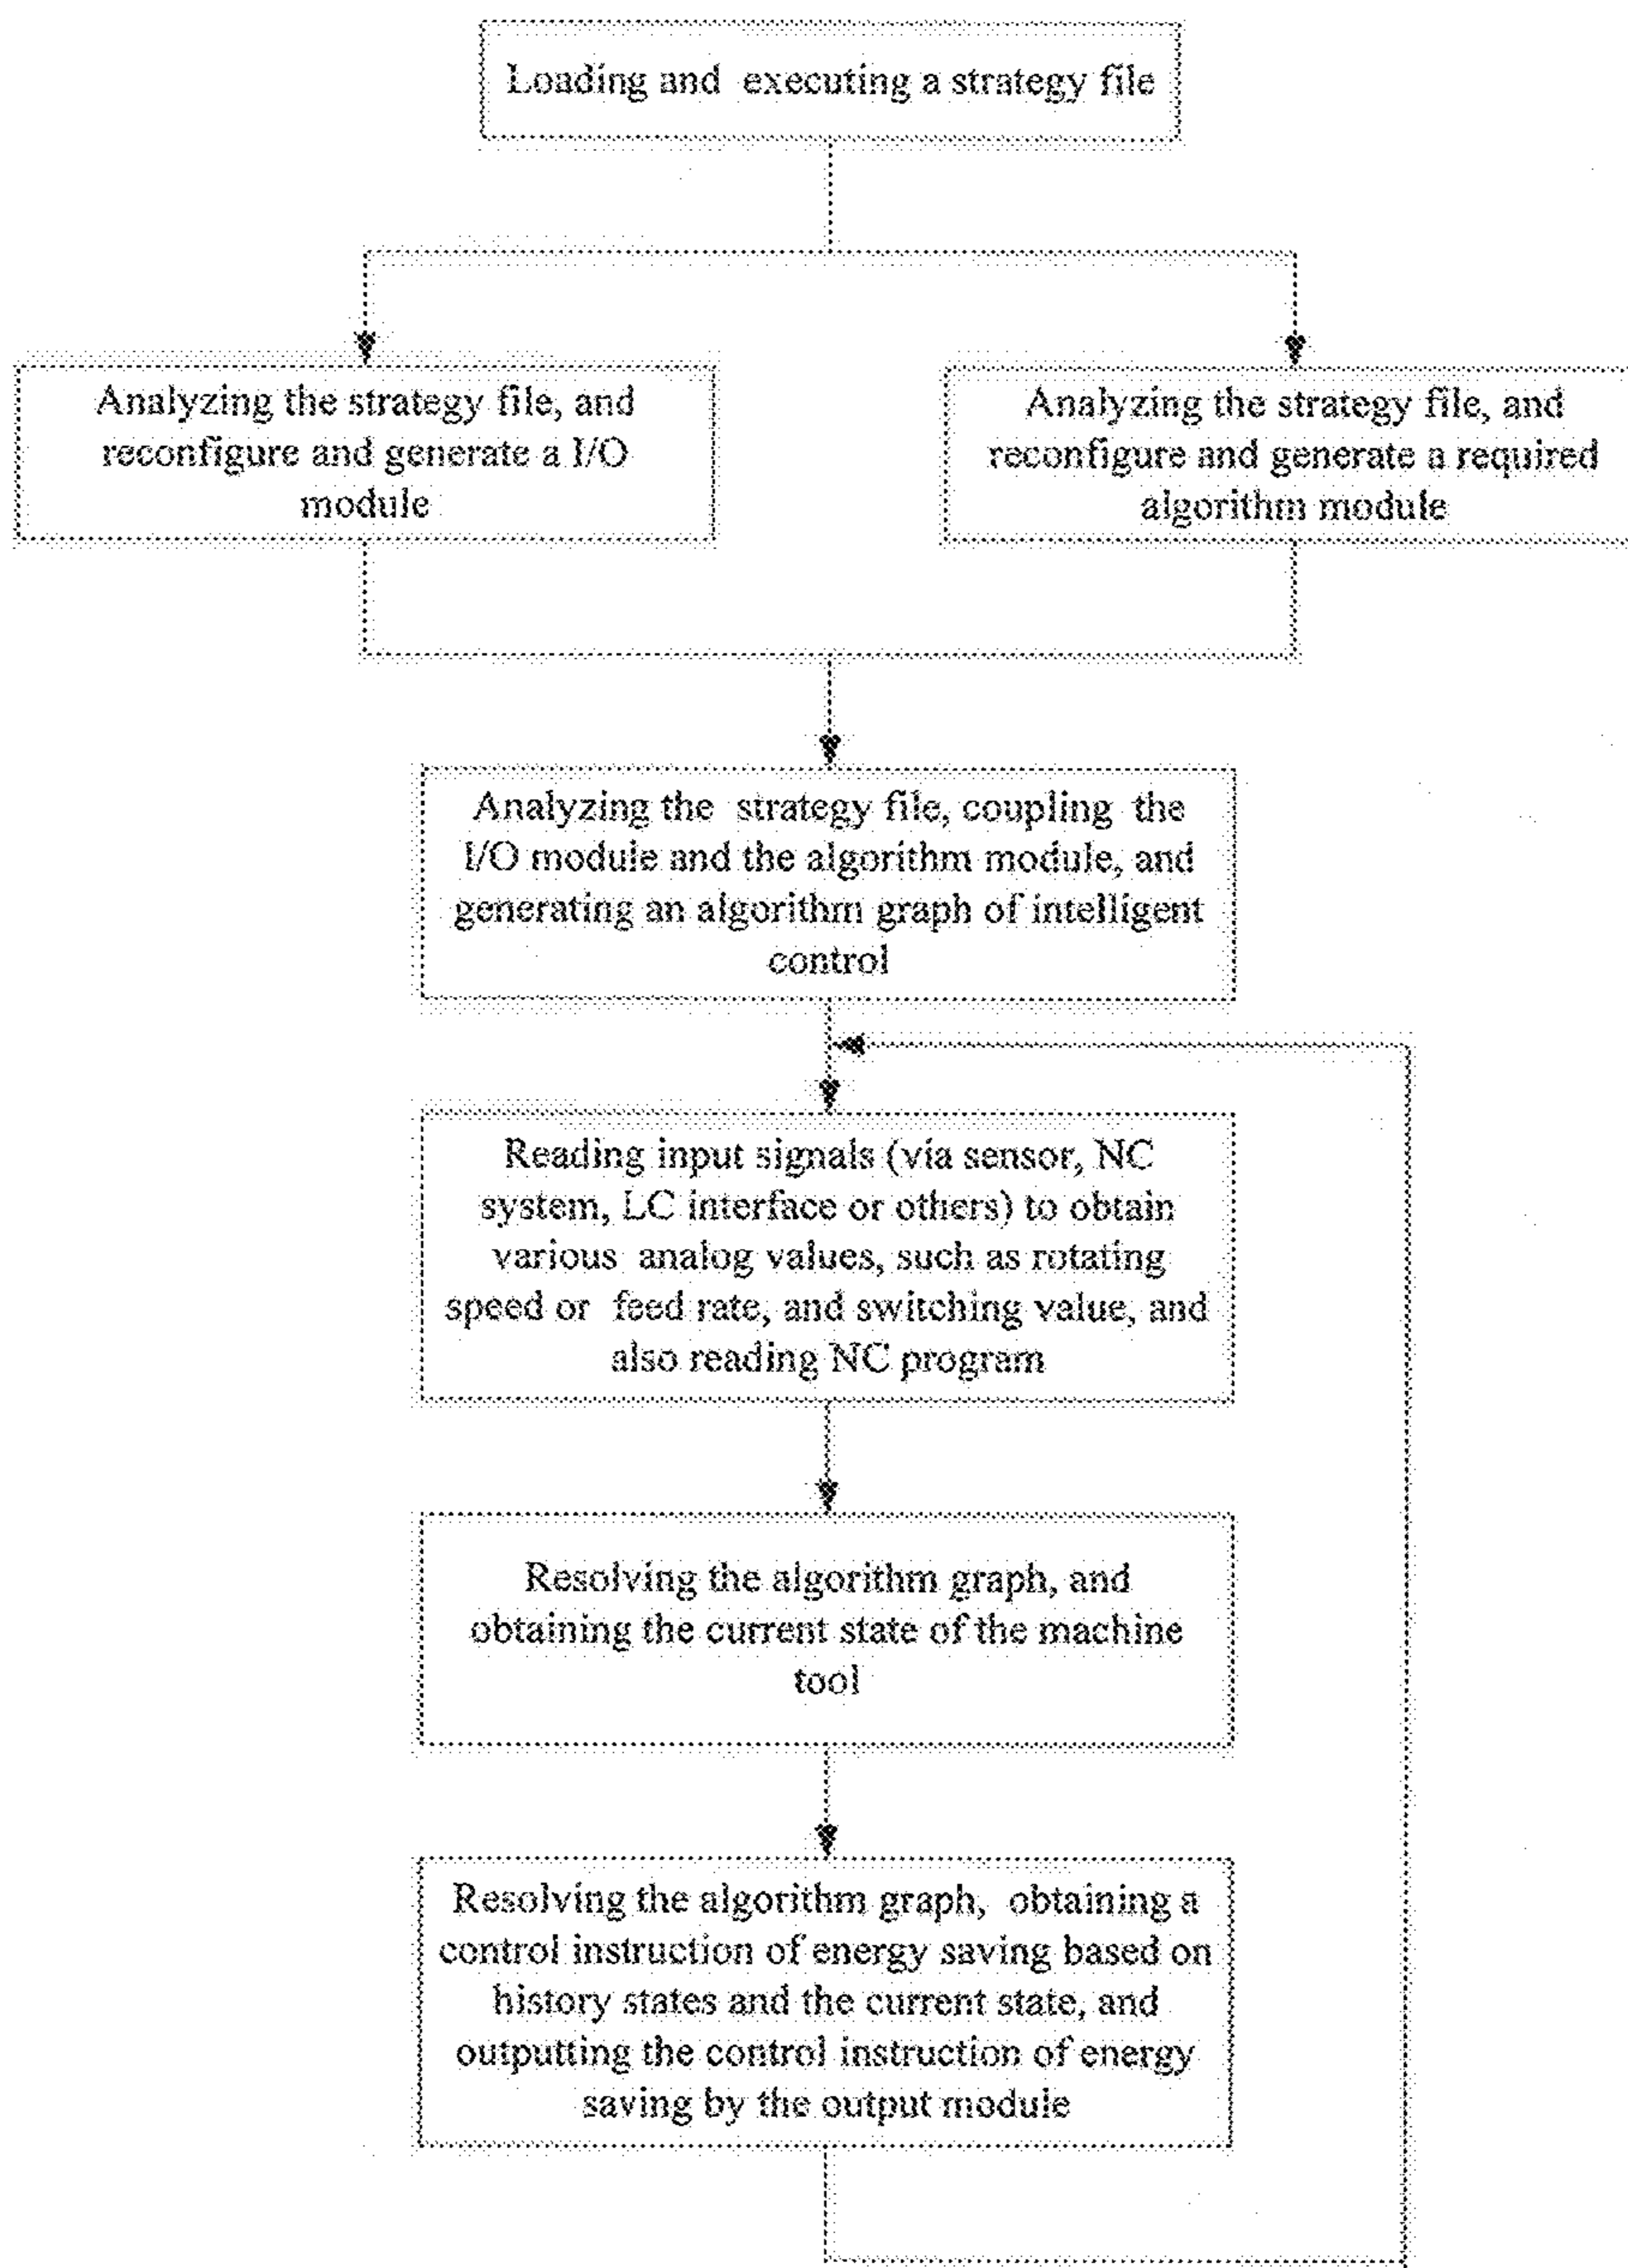 Loading and executing a strategy file
Analyzing the strategy file, and
reconfigure and generate a I/O
module
Analyzing the strategy file, and
reconfigure and generate a required
algorithm module
Analyzing the strategy file, coupling the
I/O module and the algorithm module, and
generating an algorithm graph of intelligent
control
Reading input signals (via sensor, NC
system, LC interface or others) to obtain
various analog values, such as rotating
speed or feed rate, and switching value, and
also reading NC program
Resolving the algorithm graph, and
obtaining the current state of the machine
tool
Resolving the algorithm graph, obtaining a
control instruction of energy saving based on
history states and the current state, and
outputting the control instruction of energy
saving by the output module